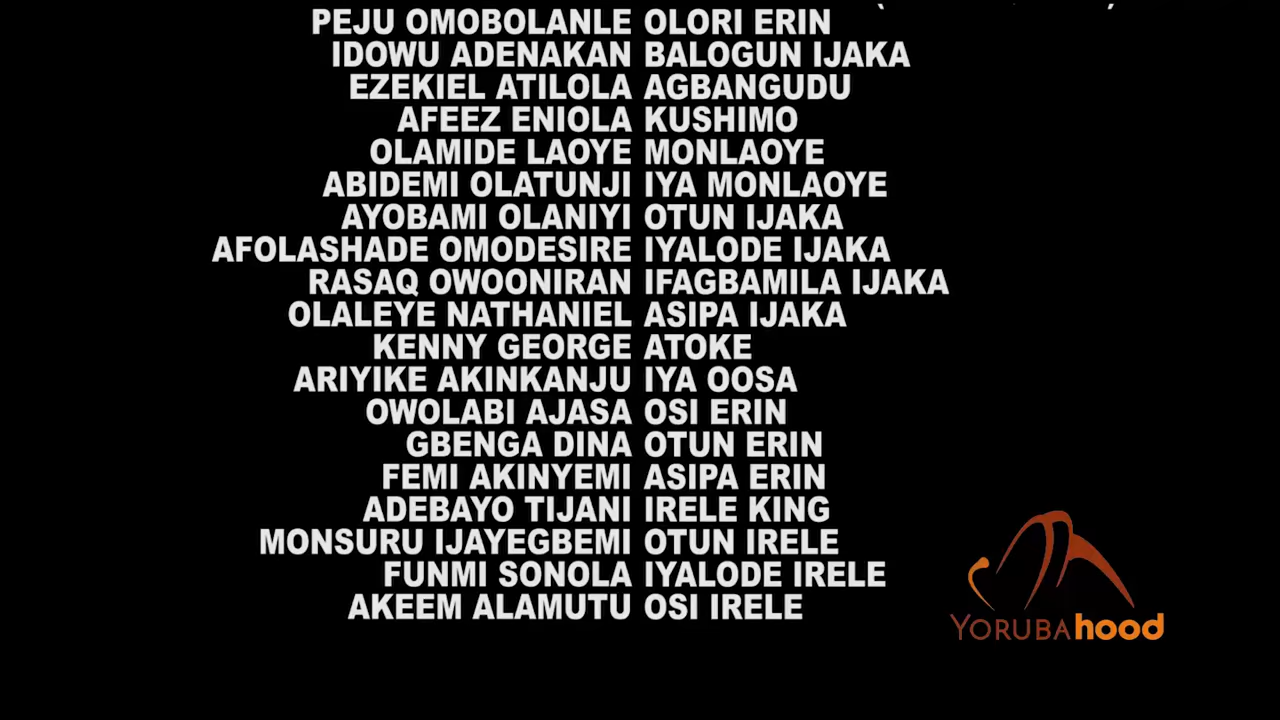 PEJU OMOBOLANLE OLORI ERIN
IDOWU ADENAKAN BALOGUN IJAKA
EZEKIEL ATILOLA AGBANGUDU
AFEEZ ENIOLA KUSHIMO
OLAMIDE LAOYE MONLAOYE
ABIDEMI OLATUNJI IYA MONLAOYE
AYOBAMI OLANIYI OTUN IJAKA
AFOLASHADE OMODESIRE IYALODE IJAKA
RASAQ OWOONIRAN IFAGBAMILA IJAKA
OLALEYE NATHANIEL ASIPA IJAKA
KENNY GEORGE ATOKE
ARIYIKE AKINKANJU IYA OOSA
OWOLABI AJASA OSI ERIN
GBENGA DINA OTUN ERIN
FEMI AKINYEMI ASIPA ERIN
ADEBAYO TIJANI IRELE KING
MONSURU IJAYEGBEMI OTUN IRELE
FUNMI SONOLA IYALODE IRELE
AKEEM ALAMUTU OSI IRELE
YORUBAhood